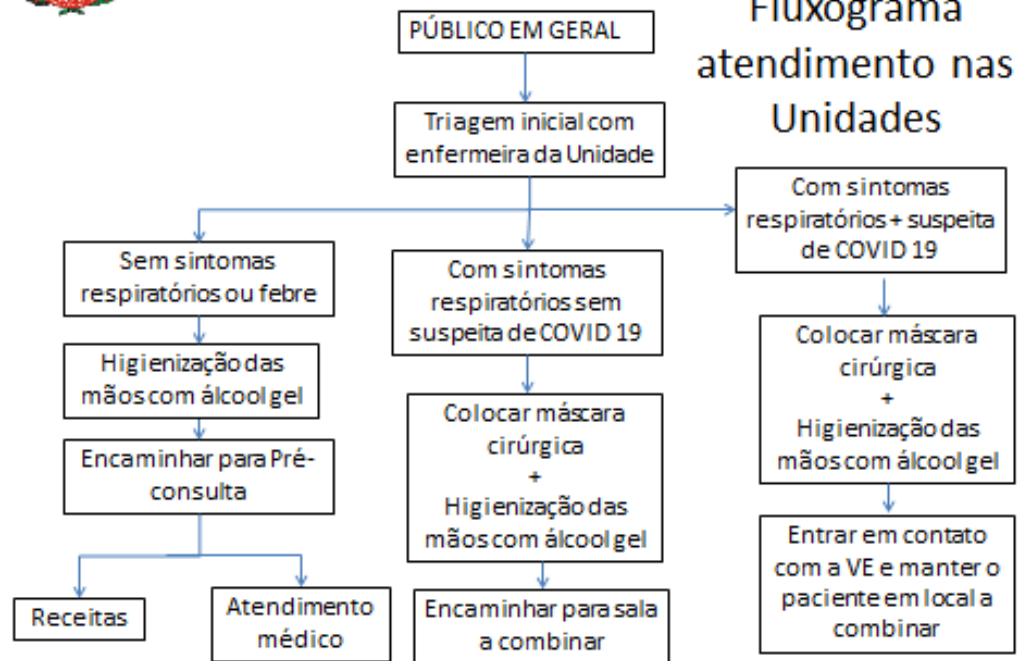 Fluxograma
atendimento nas
Unidades
PÚBLICO EM GERAL
Triagem inicial com
enfermeira da Unidade
Sem sintomas
respiratórios ou febre
Higienização das
mãos com álcool gel
Encaminhar para Pré-
consulta
Receitas
Atendimento
médico
Com sintomas
respiratórios sem
suspeita de COVID 19
Colocar máscara
cirúrgica
+
Higienização das
mãos com álcool gel
Encaminhar para sala
a combinar
Com sintomas
respiratórios + suspeita
de COVID 19
Colocar máscara
cirúrgica
+
Higienização das
mãos com álcool gel
Entrar em contato
com a VE e manter o
paciente em local a
combinar